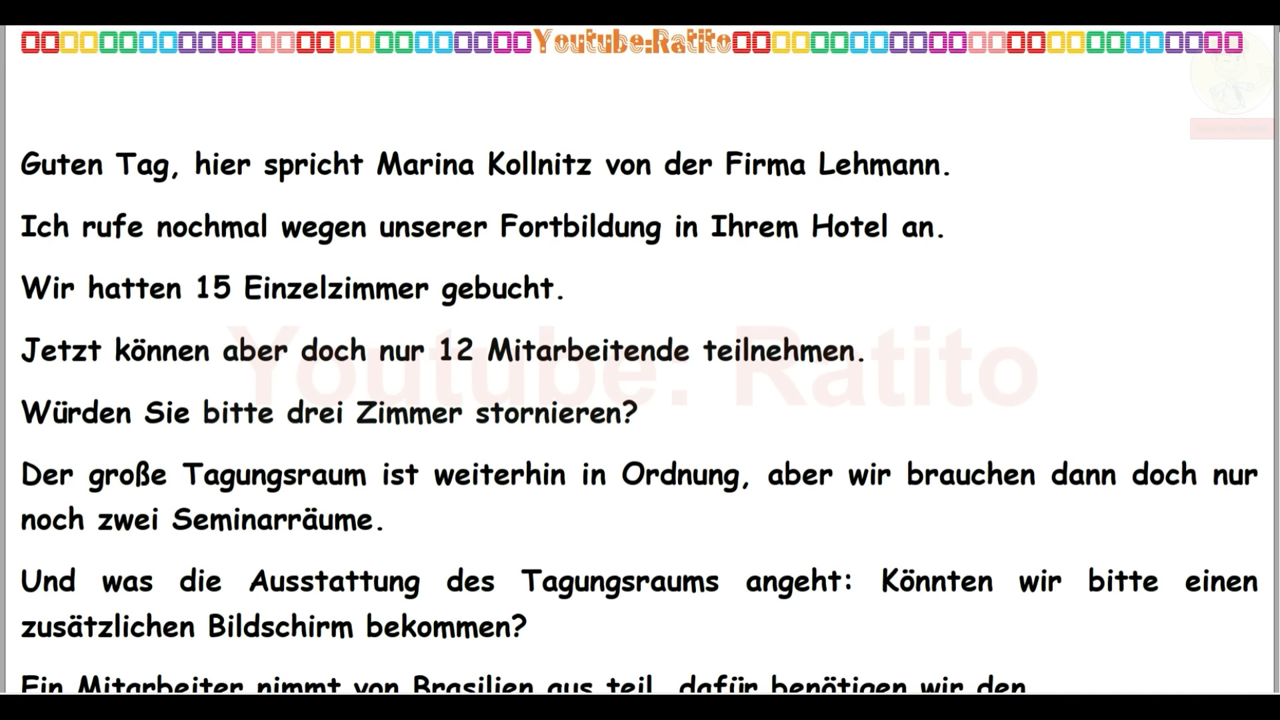 Youtube:Ratito
Guten Tag, hier spricht Marina Kollnitz von der Firma Lehmann.
Ich rufe nochmal wegen unserer Fortbildung in Ihrem Hotel an.
Wir hatten 15 Einzelzimmer gebucht.
Jetzt können aber doch nur 12 Mitarbeitende teilnehmen.
Youtube. Ratito
Würden Sie bitte drei Zimmer stornieren?
Der große Tagungsraum ist weiterhin in Ordnung, aber wir brauchen dann doch nur
noch zwei Seminarräume.
Und was die Ausstattung des Tagungsraums angeht: Könnten wir bitte einen
zusätzlichen Bildschirm bekommen?
Ein Mitarbeiter nimmt von Brasilien aus teil, dafür benötigen wir den